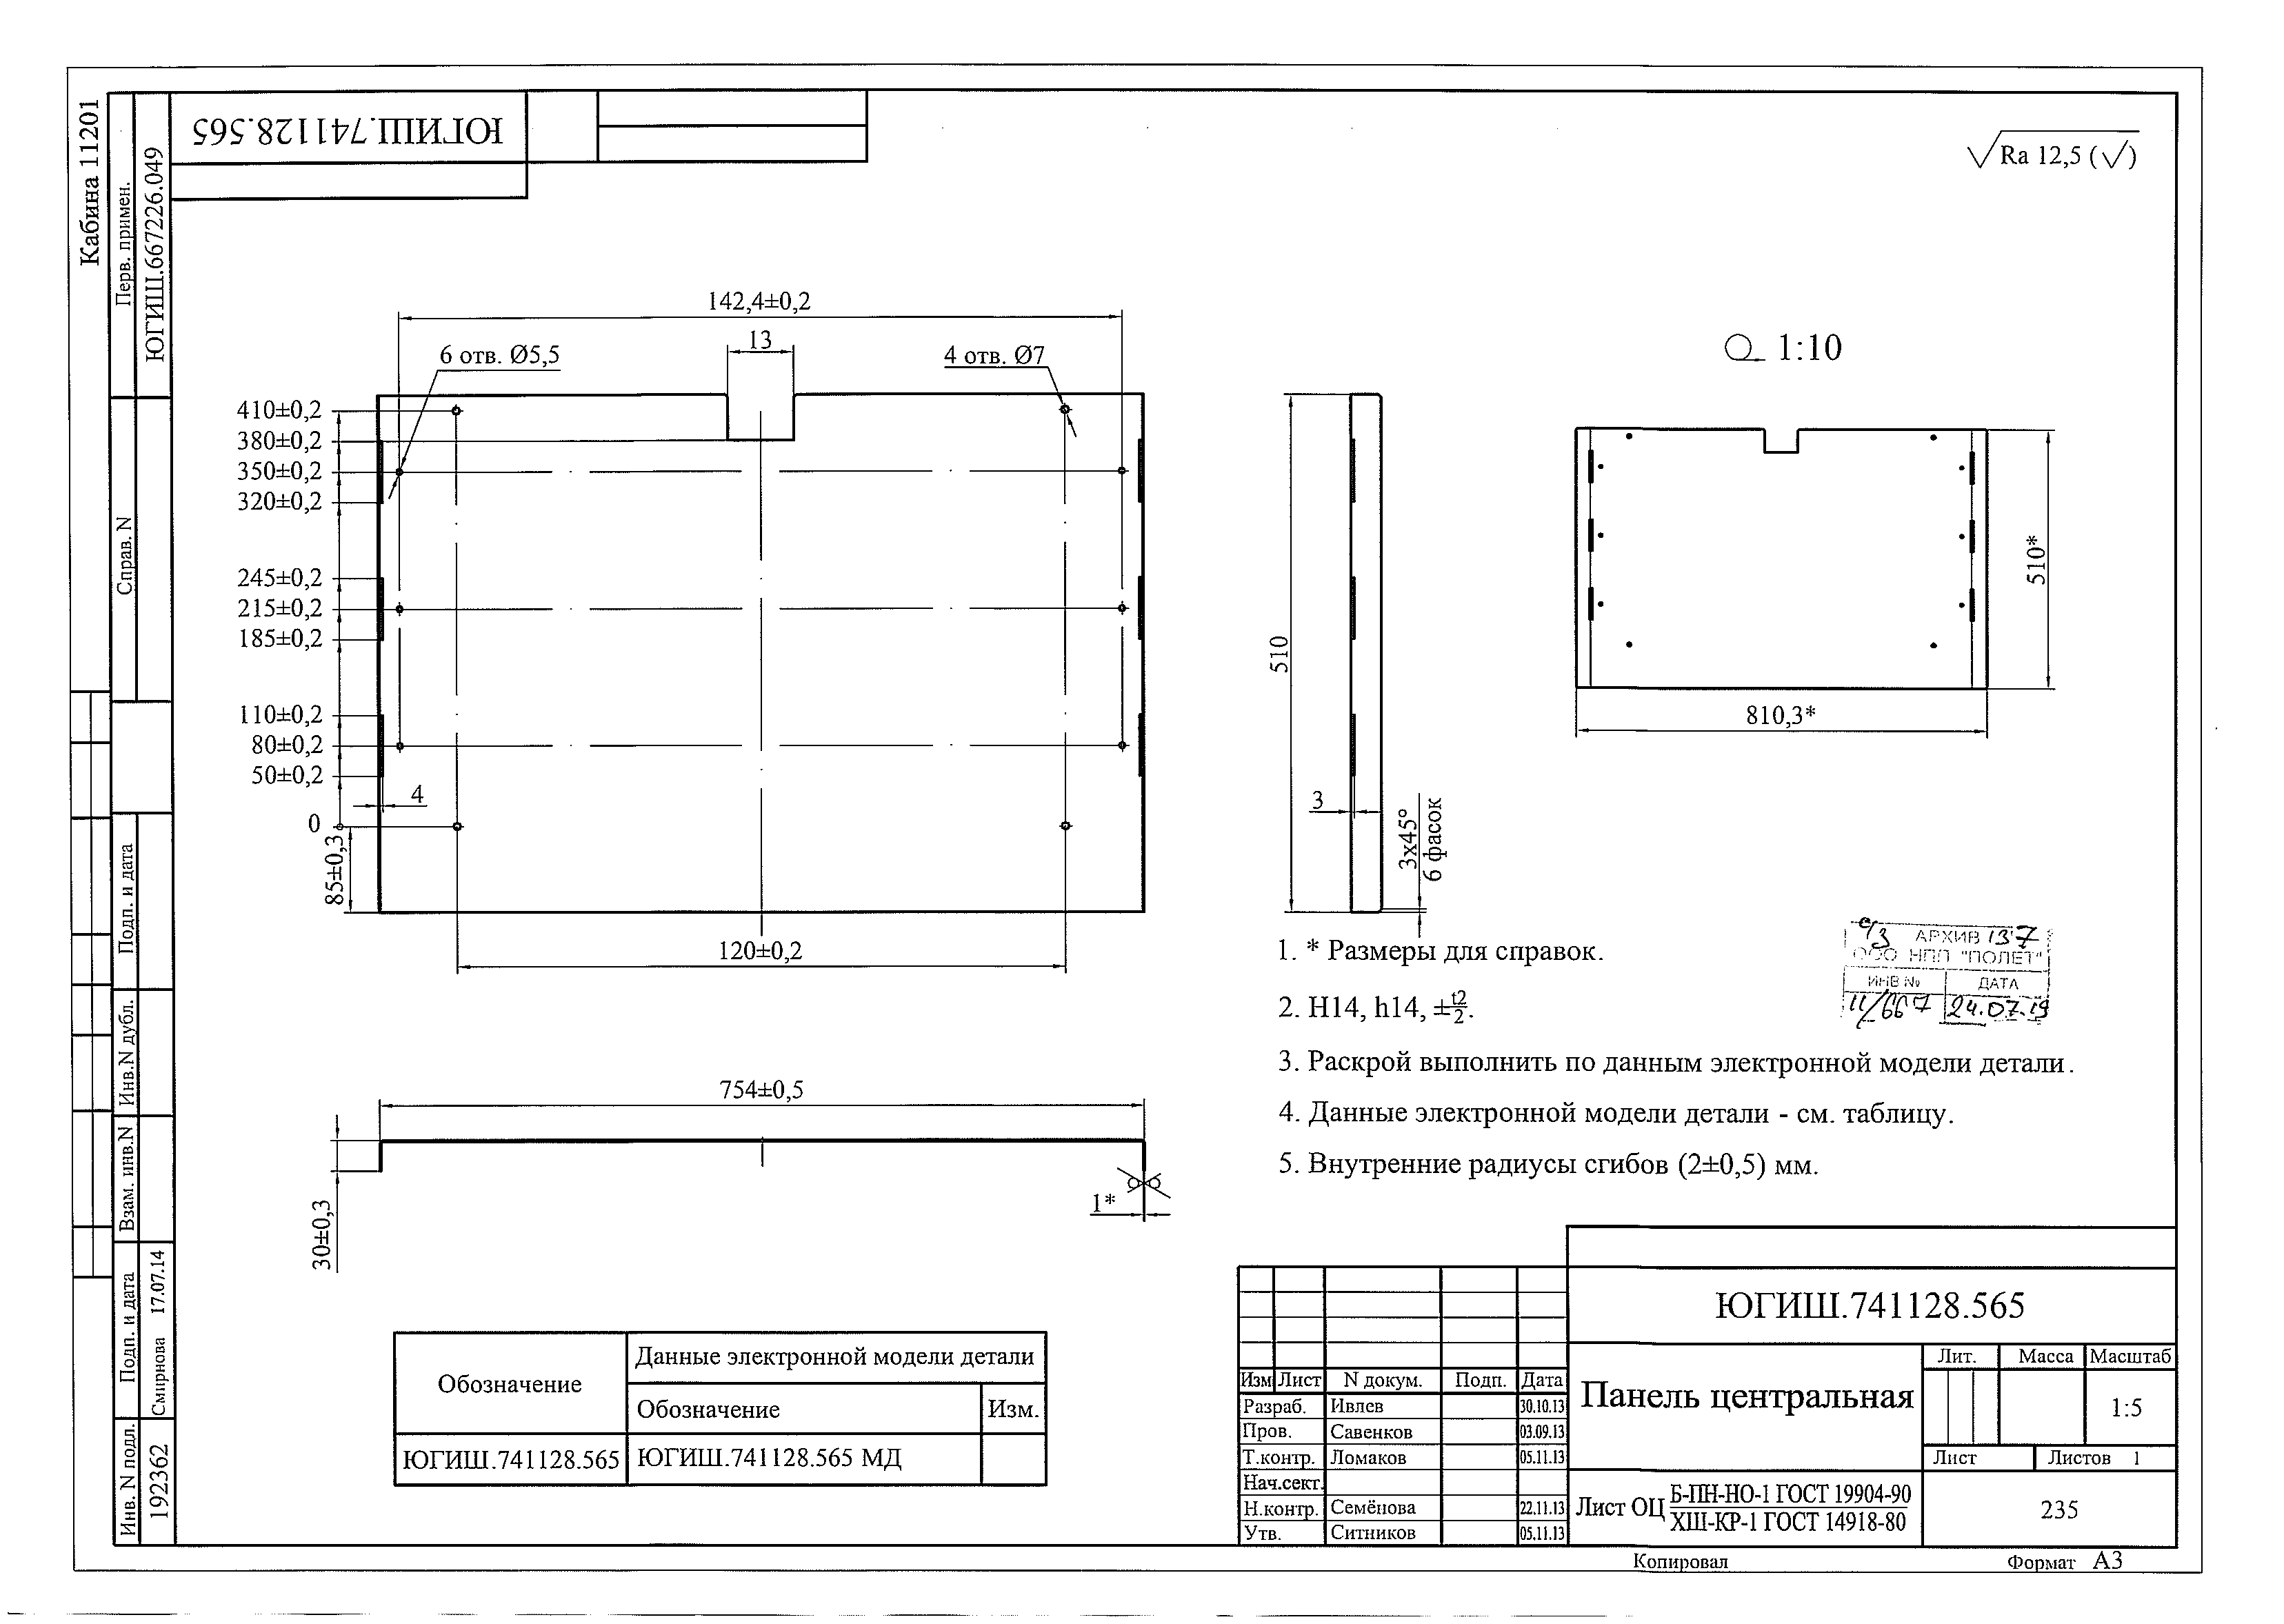 Кабина 11201
Перв. примен.
ЮГИШ.667226.049
Справ. N
Подп. и дата
Инв.N дубл.
Взам. инв.N
Подп. и дата
Смирнова 17.07.14
Инв. N подл.
192362
ЮГИШ.741128.565
Ra 12,5 (√)
142,4±0,2
13
6 отв. Ø5,5
4 отв. Ø7
410±0,2
380±0,2
350±0,2
320±0,2
245±0,2
215±0,2
185±0,2
110±0,2
80±0,2
50±0,2
4
0
85±0,3
120±0,2
510
3
3x45°
6 фасок
1:10
510*
810,3*
754±0,5
30±0,3
1*
1. * Размеры для справок.
2. H14, h14, ±t2/2.
3. Раскрой выполнить по данным электронной модели детали.
4. Данные электронной модели детали - см. таблицу.
5. Внутренние радиусы сгибов (2±0,5) мм.
АРХИВ 137
ООО НПП "ПОЛЕТ"
ИНВ № ДАТА
11/667 24.07.19
Обозначение
Данные электронной модели детали
Обозначение Изм.
ЮГИШ.741128.565 ЮГИШ.741128.565 МД
ЮГИШ.741128.565
Изм Лист N докум. Подп. Дата
Разраб. Ивлев 30.10.13
Пров. Савенков 03.09.13
Т.контр. Ломаков 05.11.13
Нач.сект.
Н.контр. Семёнова 22.11.13
Утв. Ситников 05.11.13
Панель центральная
Лит. Масса Масштаб
1:5
Лист Листов 1
Лист ОЦ Б-ПН-НО-1 ГОСТ 19904-90
ХШ-КР-1 ГОСТ 14918-80
235
Копировал Формат А3